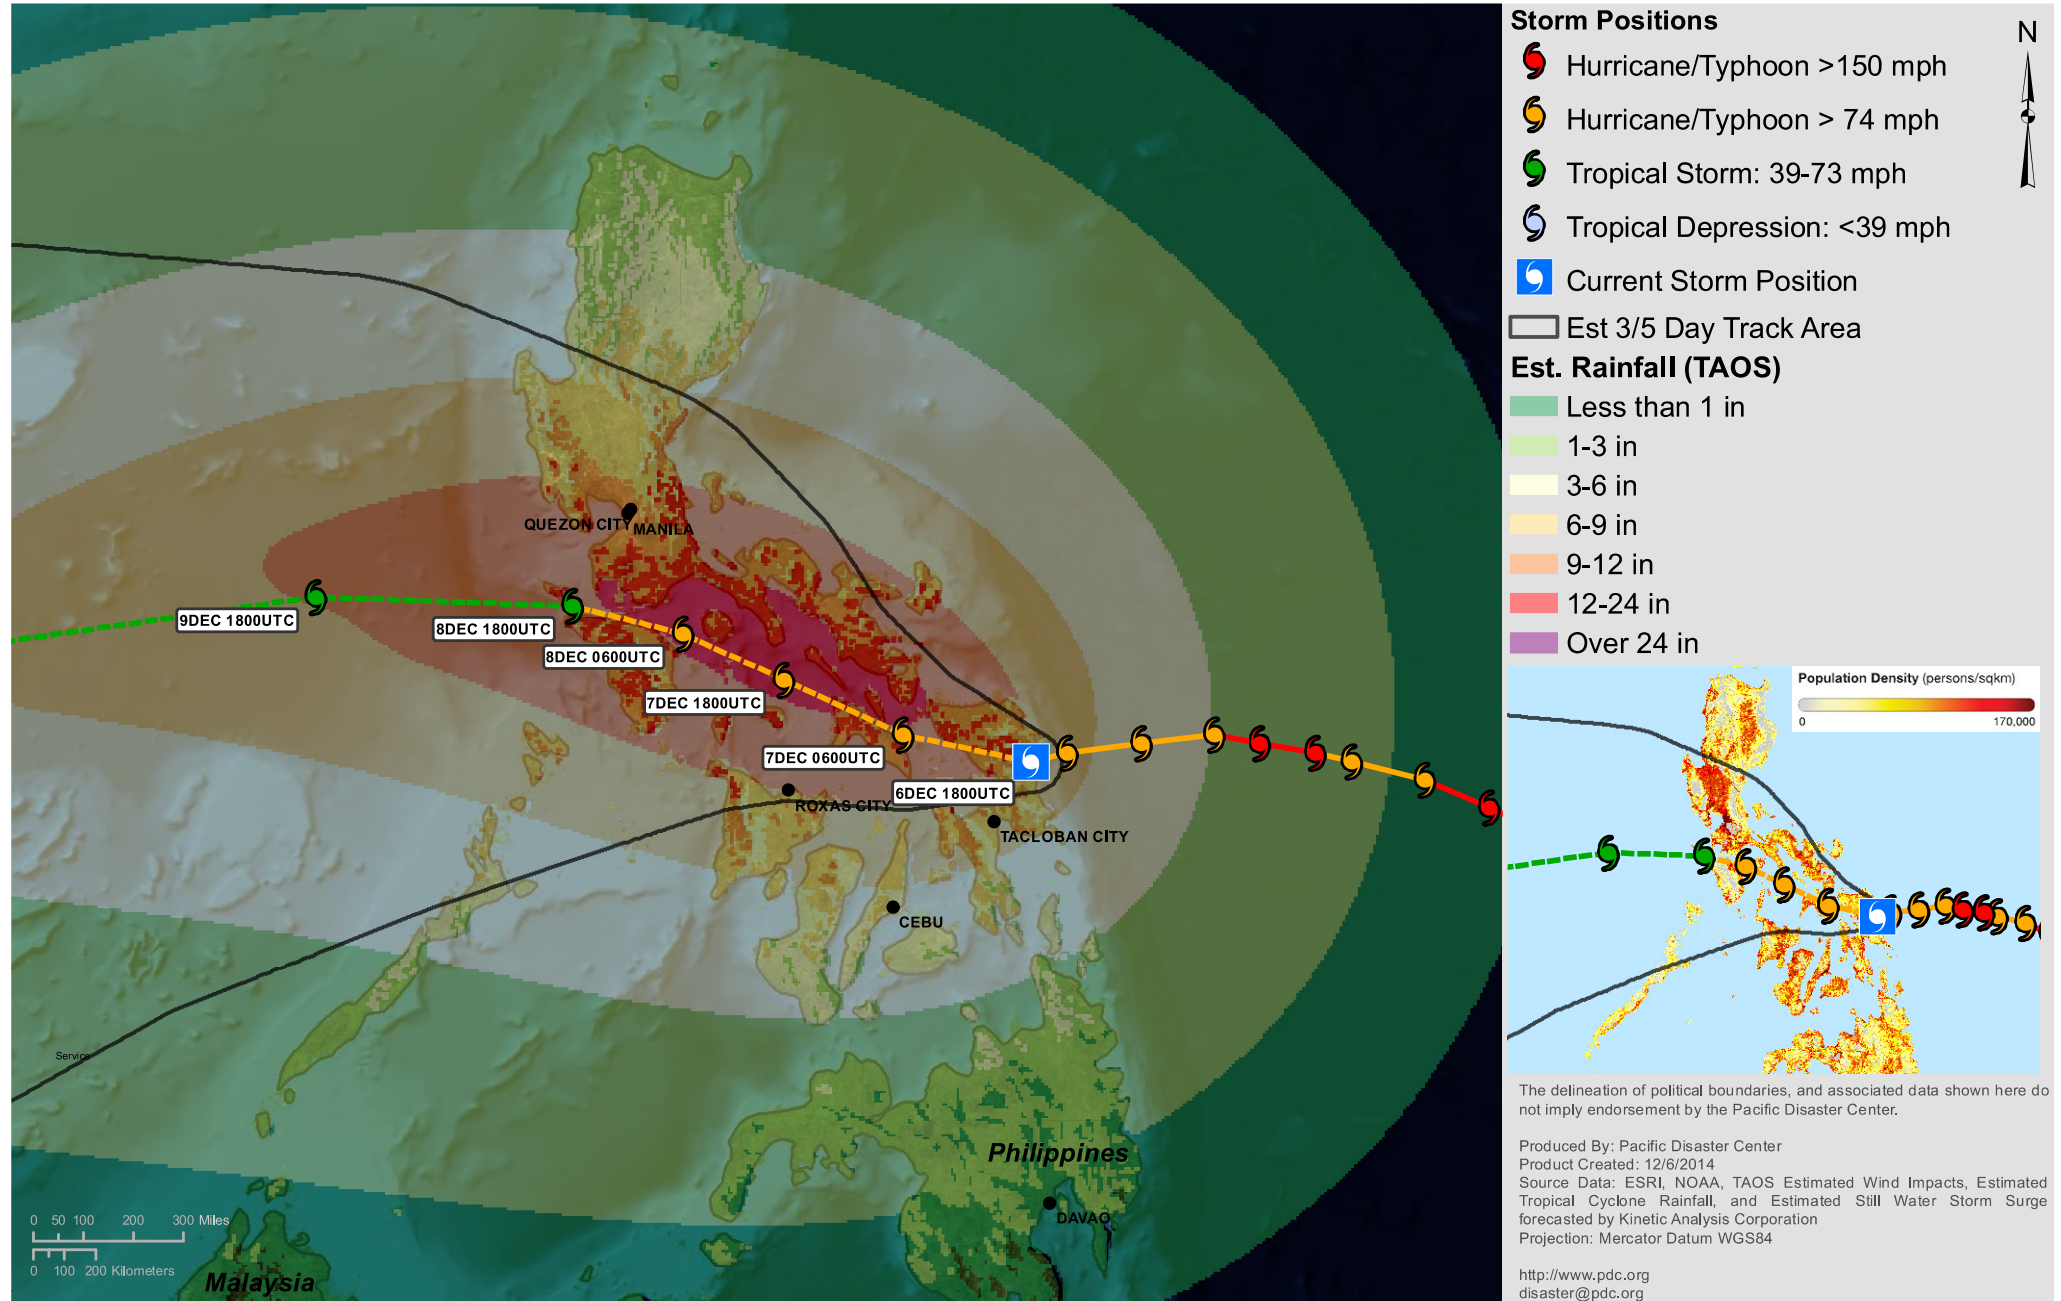 Storm Positions
N
Hurricane/Typhoon >150 mph
Hurricane/Typhoon > 74 mph
Tropical Storm: 39-73 mph
Tropical Depression: <39 mph
Current Storm Position
Est 3/5 Day Track Area
Est. Rainfall (TAOS)
Less than 1 in
1-3 in
3-6 in
6-9 in
9-12 in
12-24 in
Over 24 in
Population Density (persons/sqkm)
0 170,000
QUEZON CITY
MANILA
9DEC 1800UTC
8DEC 1800UTC
8DEC 0600UTC
7DEC 1800UTC
7DEC 0600UTC
6DEC 1800UTC
ROXAS CITY
TACLOBAN CITY
CEBU
Service
Philippines
DAVAO
Malaysia
0 50 100 200 300 Miles
0 100 200 Kilometers
The delineation of political boundaries, and associated data shown here do
not imply endorsement by the Pacific Disaster Center.
Produced By: Pacific Disaster Center
Product Created: 12/6/2014
Source Data: ESRI, NOAA, TAOS Estimated Wind Impacts, Estimated
Tropical Cyclone Rainfall, and Estimated Still Water Storm Surge
forecasted by Kinetic Analysis Corporation
Projection: Mercator Datum WGS84
http://www.pdc.org
disaster@pdc.org